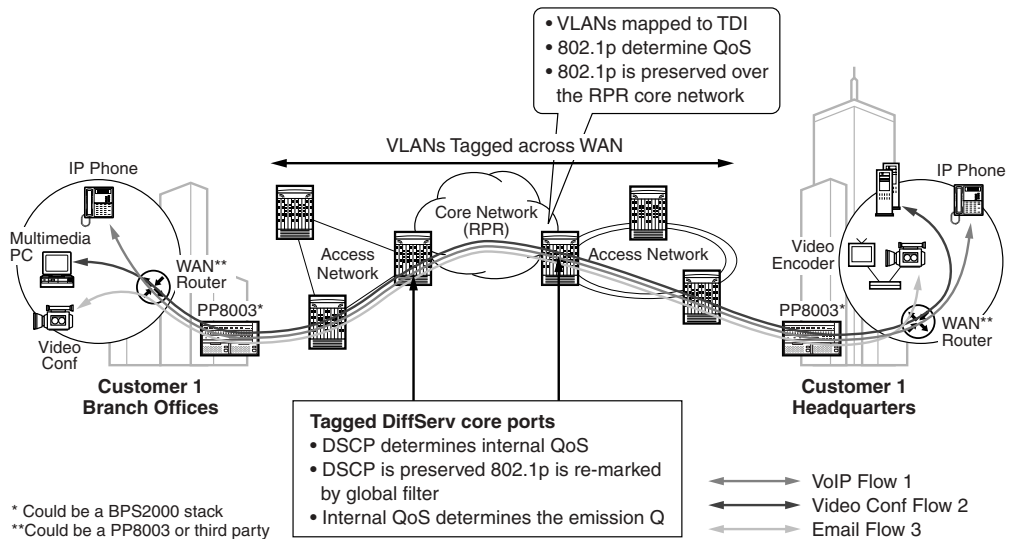 • VLANs mapped to TDI
• 802.1p determine QoS
• 802.1p is preserved over
the RPR core network
VLANs Tagged across WAN
IP Phone
Multimedia
PC
WAN**
Router
PP8003*
Video
Conf
Customer 1
Branch Offices
Access
Network
Core Network
(RPR)
Access Network
IP Phone
Video
Encoder
PP8003*
WAN**
Router
Customer 1
Headquarters
Tagged DiffServ core ports
• DSCP determines internal QoS
• DSCP is preserved 802.1p is re-marked
by global filter
• Internal QoS determines the emission Q
VoIP Flow 1
Video Conf Flow 2
Email Flow 3
* Could be a BPS2000 stack
**Could be a PP8003 or third party